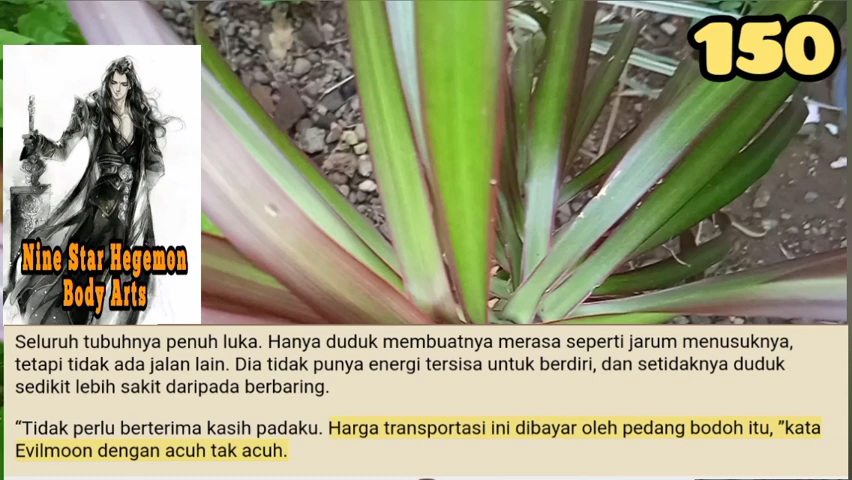 150
Nine Star Hegemon
Body Arts
Seluruh tubuhnya penuh luka. Hanya duduk membuatnya merasa seperti jarum menusuknya,
tetapi tidak ada jalan lain. Dia tidak punya energi tersisa untuk berdiri, dan setidaknya duduk
sedikit lebih sakit daripada berbaring.
“Tidak perlu berterima kasih padaku. Harga transportasi ini dibayar oleh pedang bodoh itu, ”kata
Evilmoon dengan acuh tak acuh.